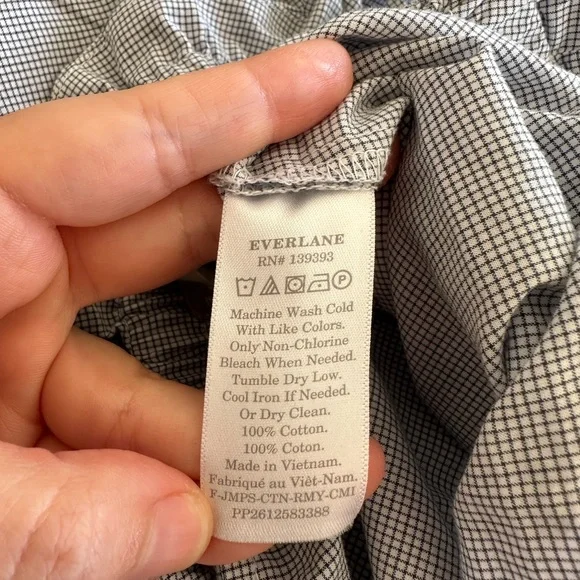 EVERLANE
RN# 139393
P
Machine Wash Cold
With Like Colors.
Only Non-Chlorine
Bleach When Needed.
Tumble Dry Low.
Cool Iron If Needed.
Or Dry Clean.
100% Cotton.
100% Coton.
Made in Vietnam.
Fabriqué au Việt-Nam.
F-JMPS-CTN-RMY-CMI
PP2612583388